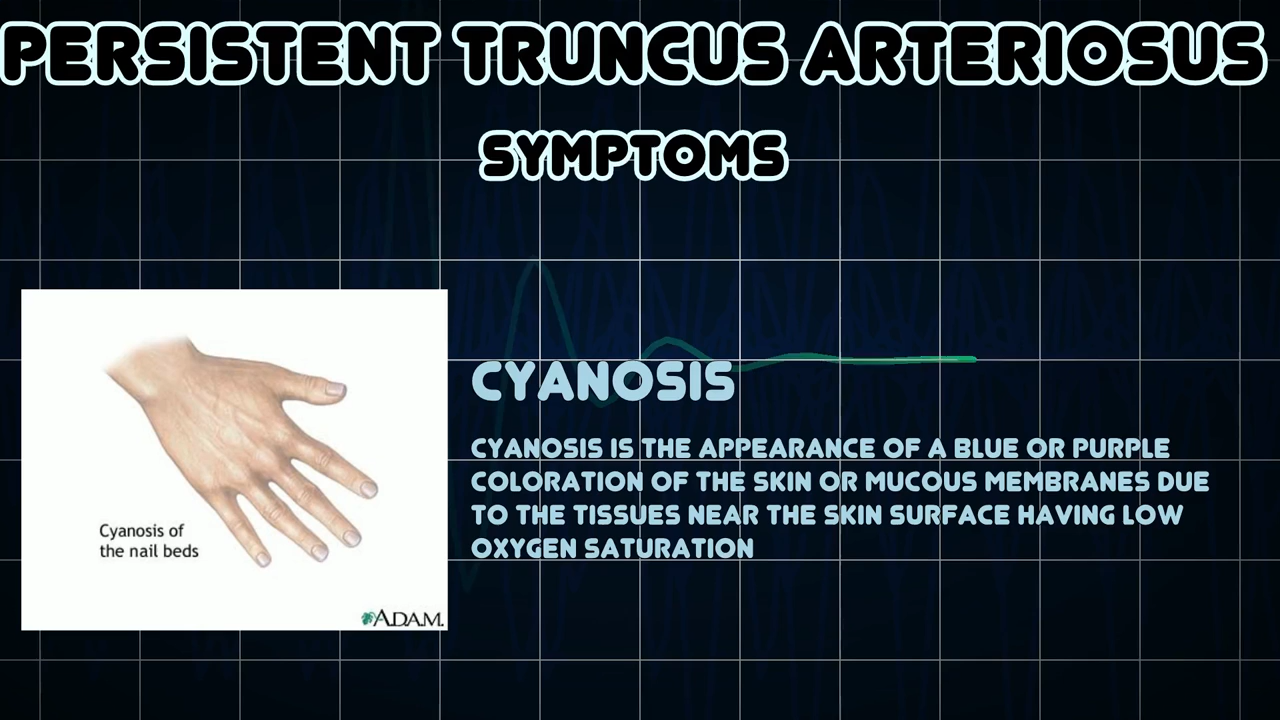 PERSISTENT TRUNCUS ARTERIOSUS
SYMPTOMS
CYANOSIS
CYANOSIS IS THE APPEARANCE OF A BLUE OR PURPLE
COLORATION OF THE SKIN OR MUCOUS MEMBRANES DUE
TO THE TISSUES NEAR THE SKIN SURFACE HAVING LOW
OXYGEN SATURATION
Cyanosis of
the nail beds
ADAM.